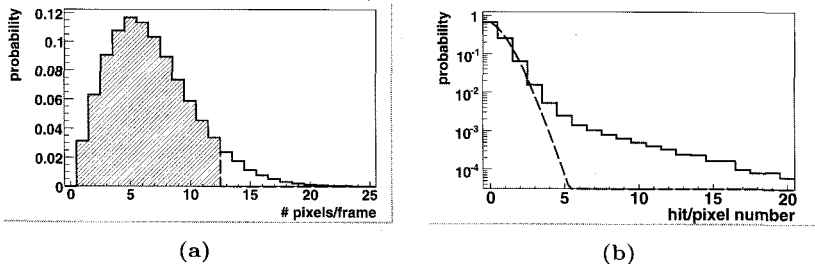 probability
0.12
0.1
0.08
0.06
0.04
0.02
0
0 5 10 15 20 25
# pixels/frame
(a)
probability
1
10-1
10-2
10-3
10-4
0 5 10 15 20
hit/pixel number
(b)